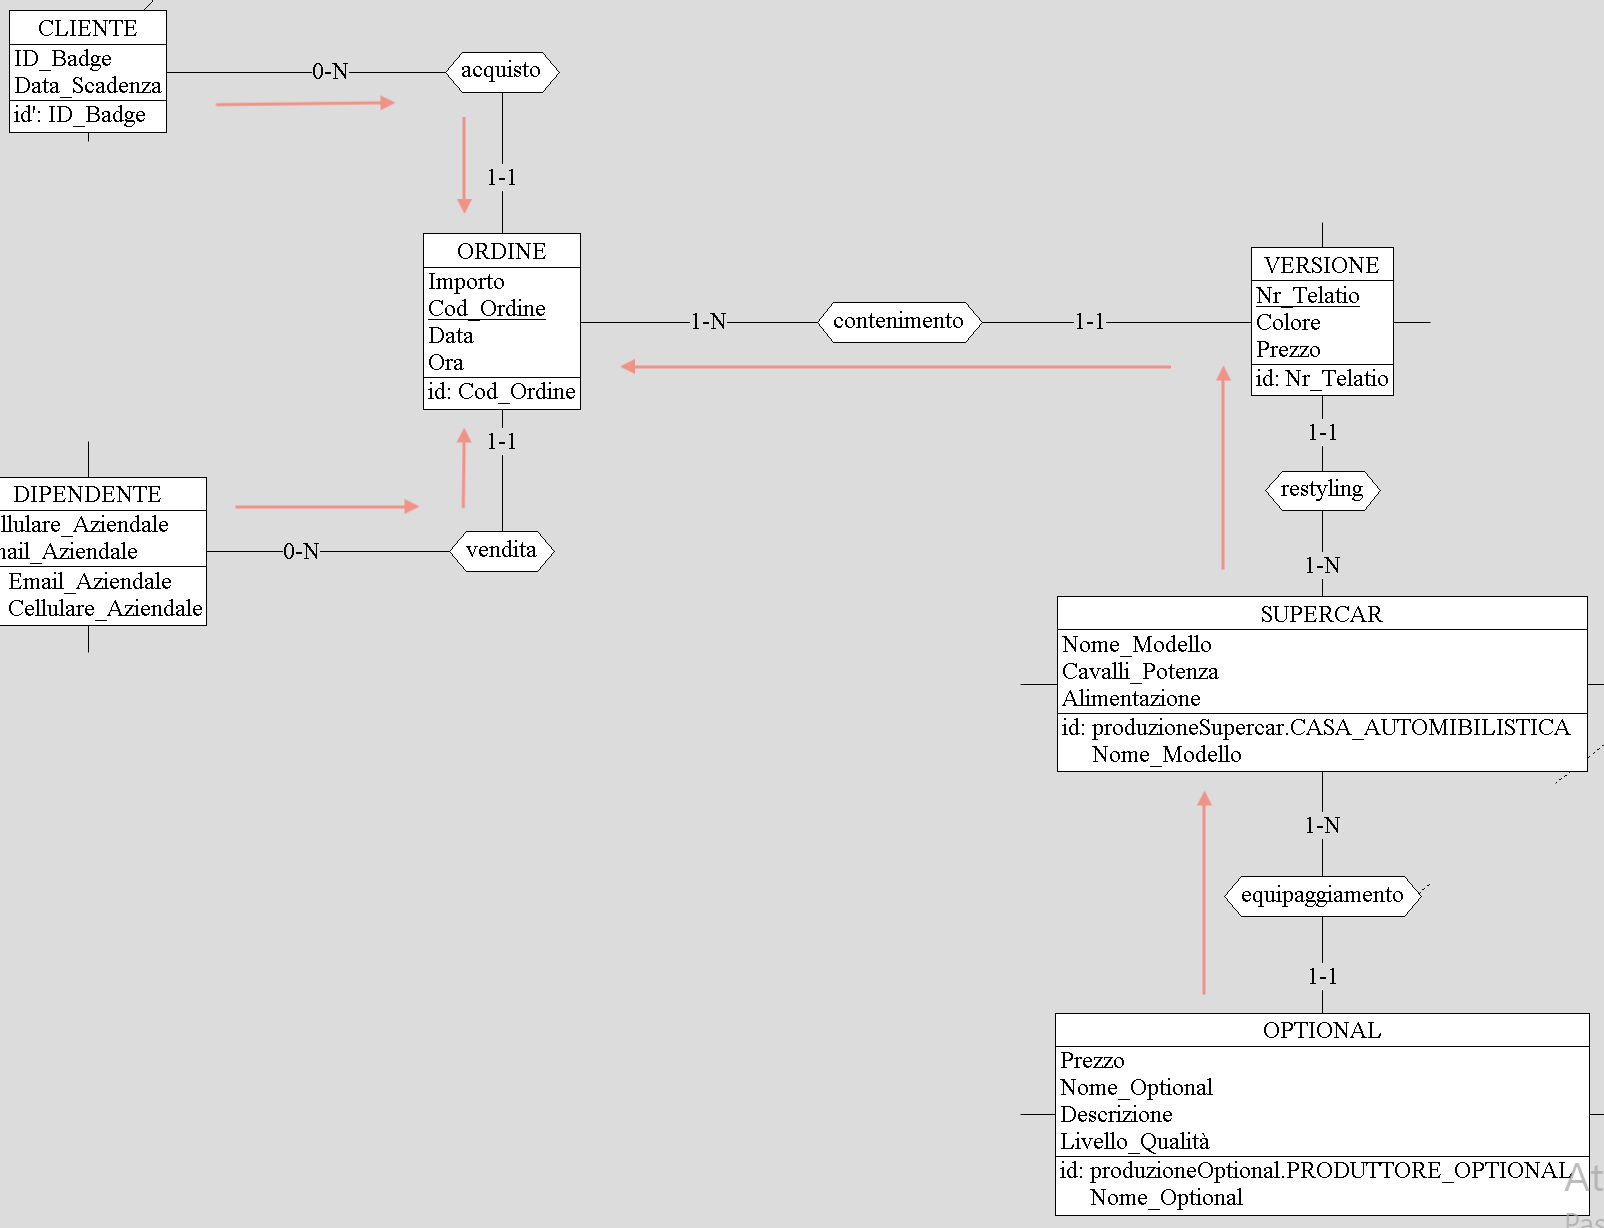 CLIENTE
ID_Badge
Data_Scadenza
id': ID_Badge
0-N
acquisto
1-1
ORDINE
Importo
Cod_Ordine
Data
Ora
id: Cod_Ordine
1-N
contenimento
1-1
VERSIONE
Nr_Telatio
Colore
Prezzo
id: Nr_Telatio
1-1
restyling
1-N
1-1
DIPENDENTE
llulare_Aziendale
ail_Aziendale
Email_Aziendale
Cellulare_Aziendale
0-N
vendita
SUPERCAR
Nome_Modello
Cavalli_Potenza
Alimentazione
id: produzioneSupercar.CASA_AUTOMIBILISTICA
Nome_Modello
1-N
equipaggiamento
1-1
OPTIONAL
Prezzo
Nome_Optional
Descrizione
Livello_Qualità
id: produzioneOptional.PRODUTTORE_OPTIONAL
Nome_Optional
At
Pas